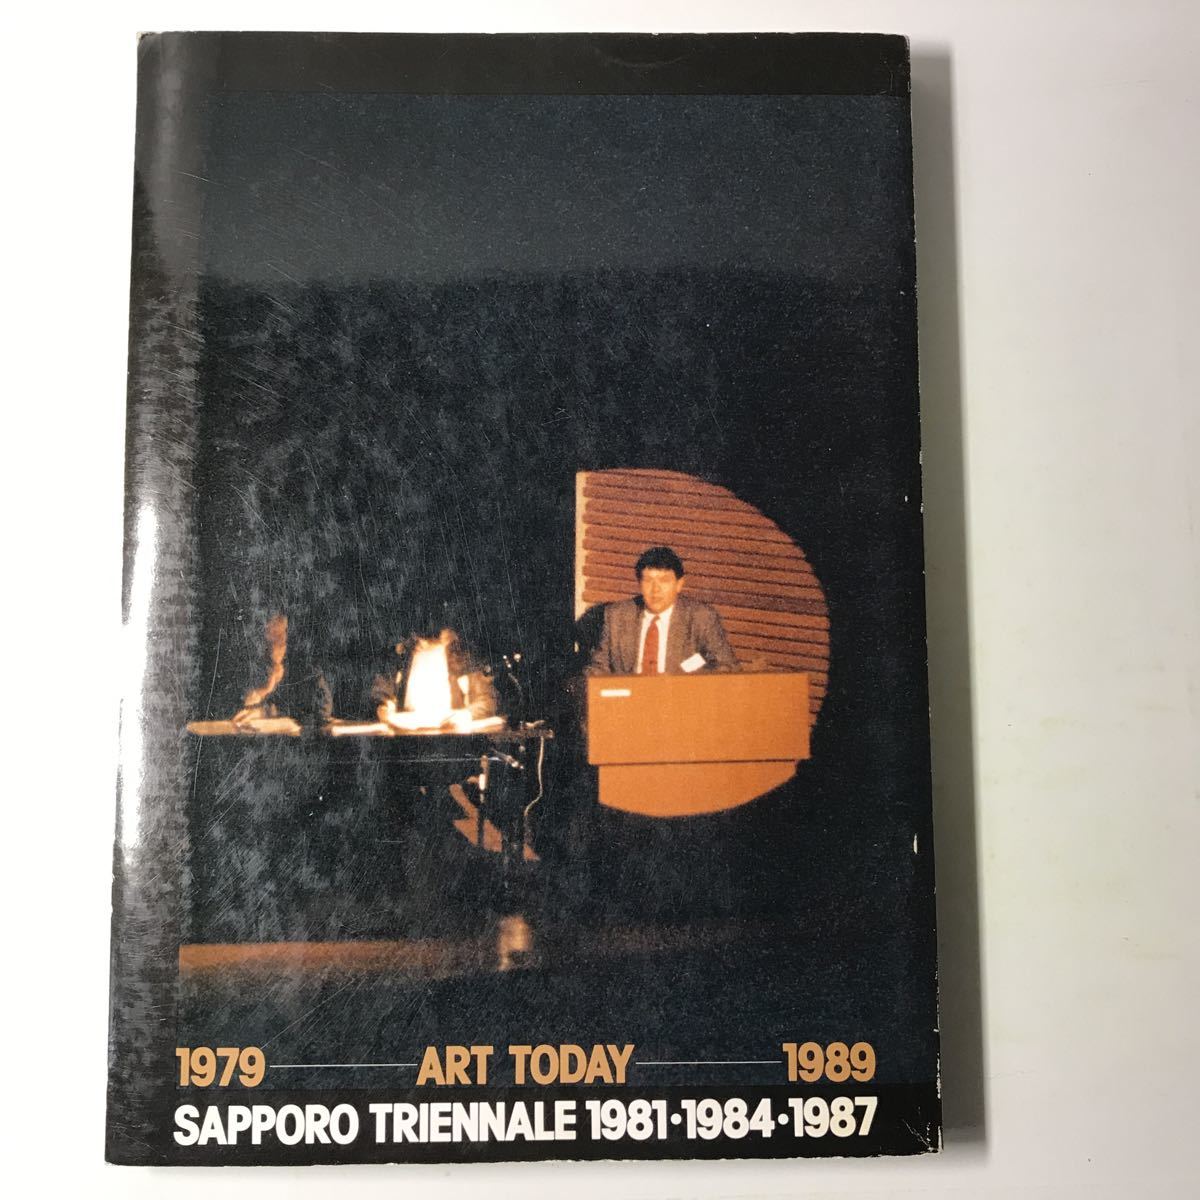 1979 ART TODAY 1989
SAPPORO TRIENNALE 1981·1984·1987